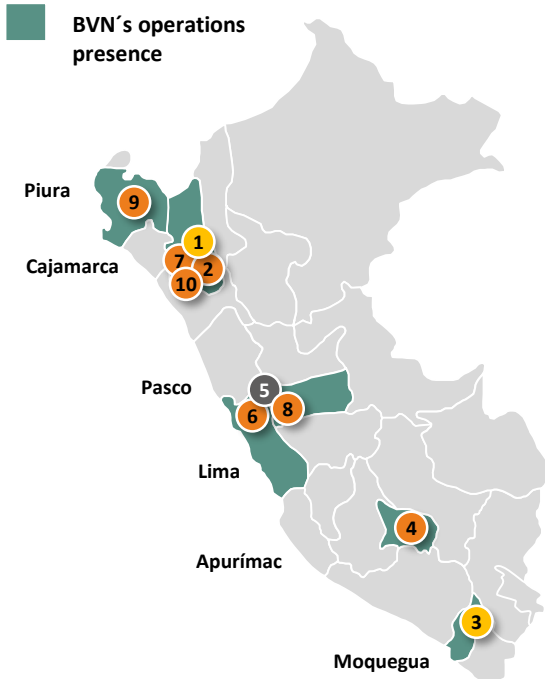 BVN´s operations
presence
Piura
9
1
Cajamarca
7
2
10
Pasco
5
6
8
Lima
4
Apurímac
3
Moquegua